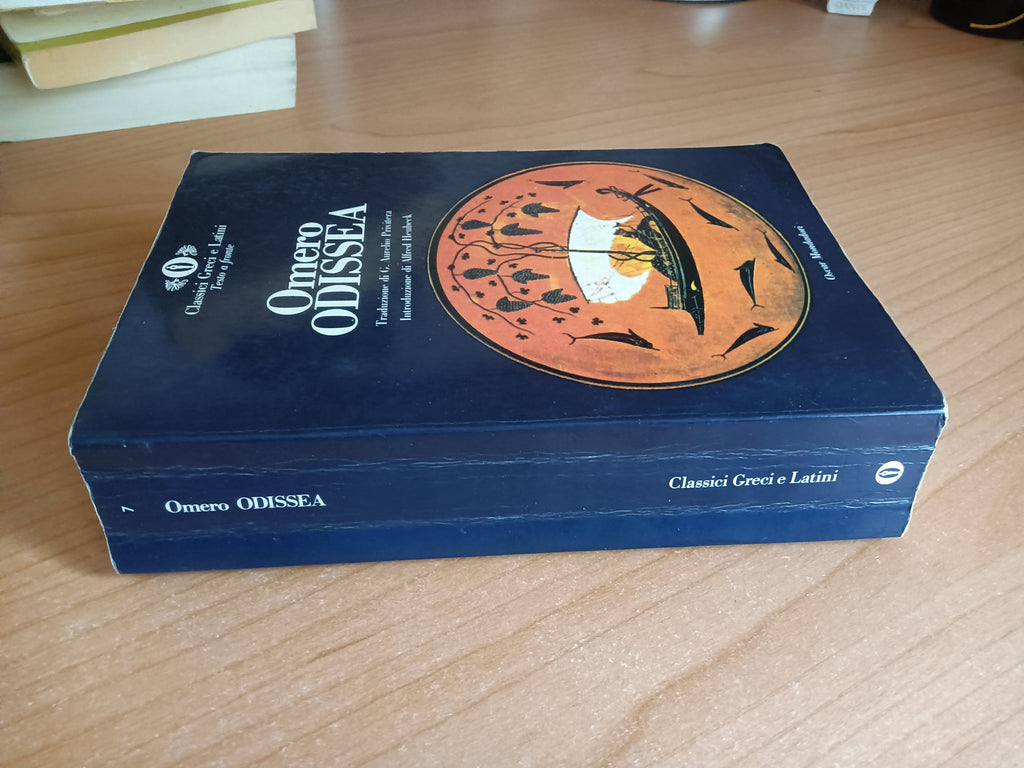 Classici Greci e Latini
Testo a fronte
Omero
ODISSEA
Traduzione di G. Aurelio Privitera
Introduzione di Alfred Heubeck
Oscar Mondadori
7
Omero ODISSEA
Classici Greci e Latini